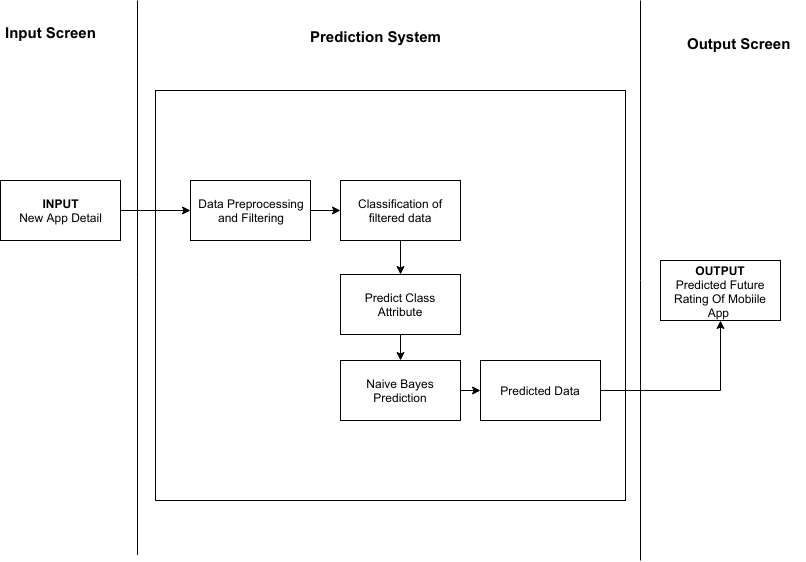 Input Screen
Prediction System
Output Screen
INPUT
New App Detail
Data Preprocessing
and Filtering
Classification of
filtered data
Predict Class
Attribute
Naive Bayes
Prediction
Predicted Data
OUTPUT
Predicted Future
Rating Of Mobiile
App